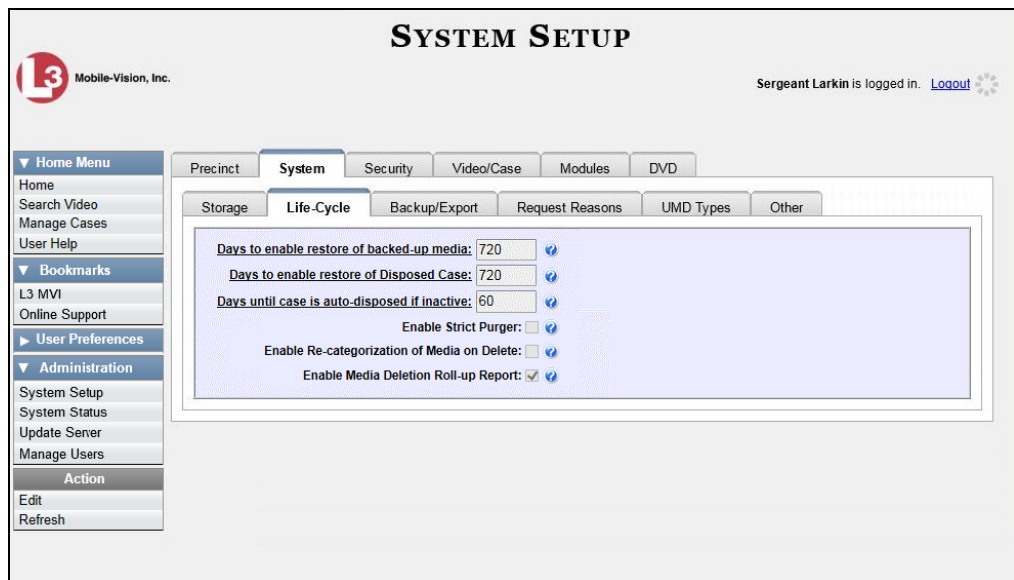 SYSTEM SETUP
L3 Mobile-Vision, Inc.
Sergeant Larkin is logged in. Logout
▼ Home Menu
Home
Search Video
Manage Cases
User Help
▼ Bookmarks
L3 MVI
Online Support
▶ User Preferences
▼ Administration
System Setup
System Status
Update Server
Manage Users
Action
Edit
Refresh
Precinct System Security Video/Case Modules DVD
Storage Life-Cycle Backup/Export Request Reasons UMD Types Other
Days to enable restore of backed-up media: 720 ?
Days to enable restore of Disposed Case: 720 ?
Days until case is auto-disposed if inactive: 60 ?
Enable Strict Purger: ?
Enable Re-categorization of Media on Delete: ?
Enable Media Deletion Roll-up Report: ✓ ?